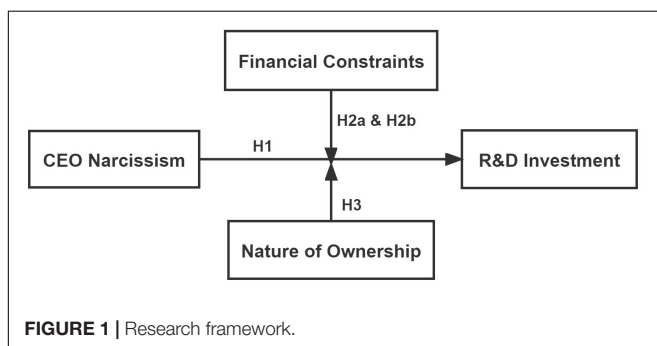 Financial Constraints
H2a & H2b
H1
CEO Narcissism
R&D Investment
H3
Nature of Ownership
FIGURE 1 | Research framework.